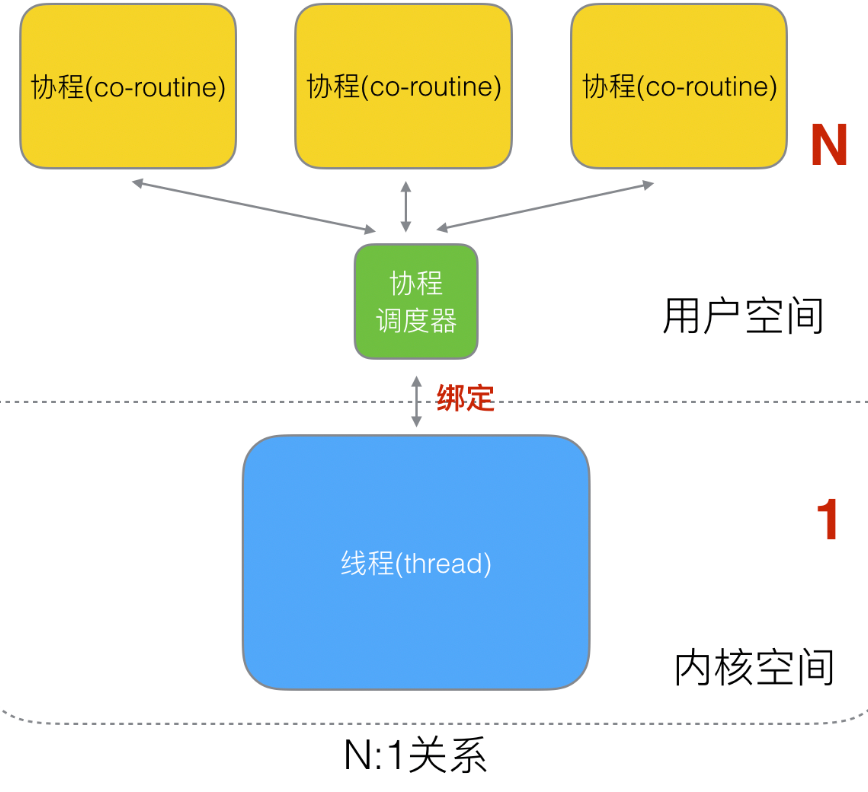 协程(co-routine)
协程(co-routine)
协程(co-routine)
N
协程
调度器
用户空间
绑定
1
线程(thread)
内核空间
N:1关系